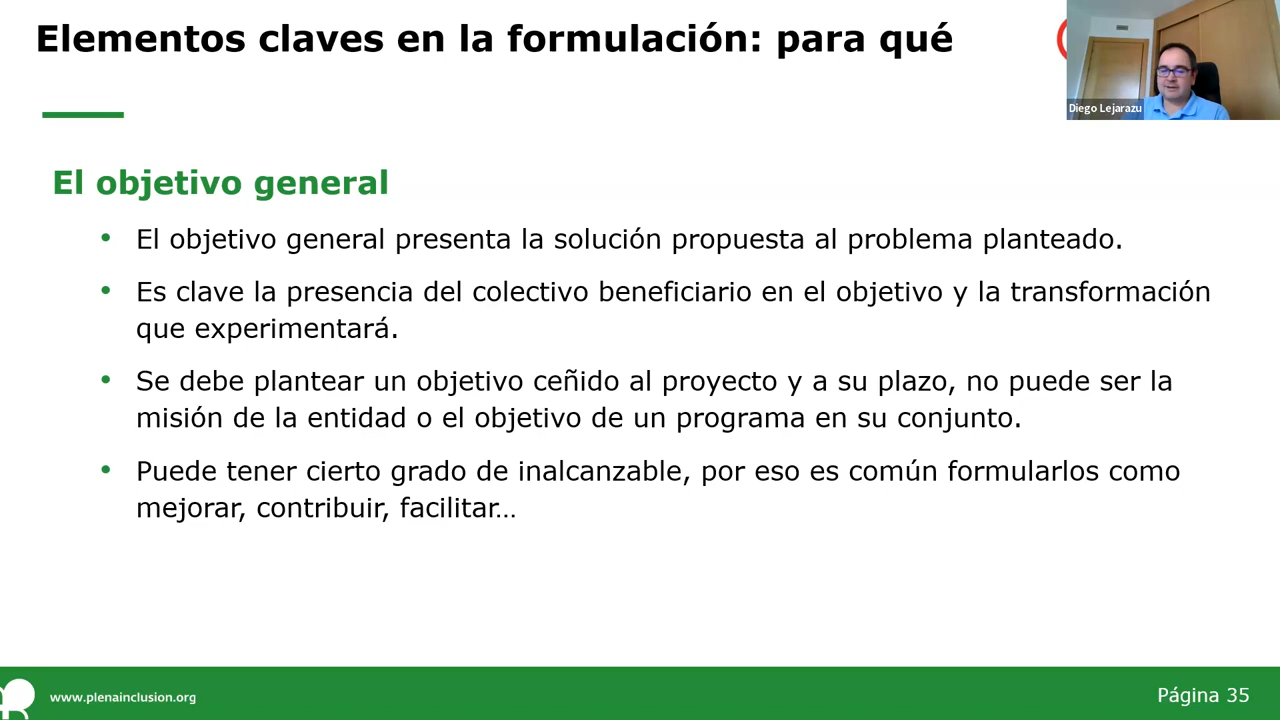 Elementos claves en la formulación: para qué
Diego Lejarazu
El objetivo general
• El objetivo general presenta la solución propuesta al problema planteado.
• Es clave la presencia del colectivo beneficiario en el objetivo y la transformación
que experimentará.
• Se debe plantear un objetivo ceñido al proyecto y a su plazo, no puede ser la
misión de la entidad o el objetivo de un programa en su conjunto.
• Puede tener cierto grado de inalcanzable, por eso es común formularlos como
mejorar, contribuir, facilitar…
www.plenainclusion.org
Página 35